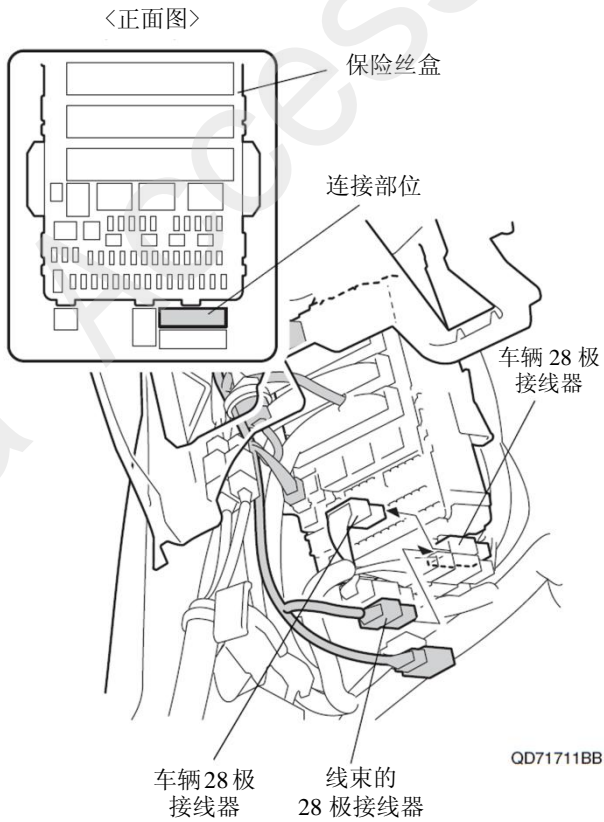 〈正面图〉
保险丝盒
连接部位
车辆 28 极
接线器
车辆28极
接线器
线束的
28 极接线器
QD71711BB
Access